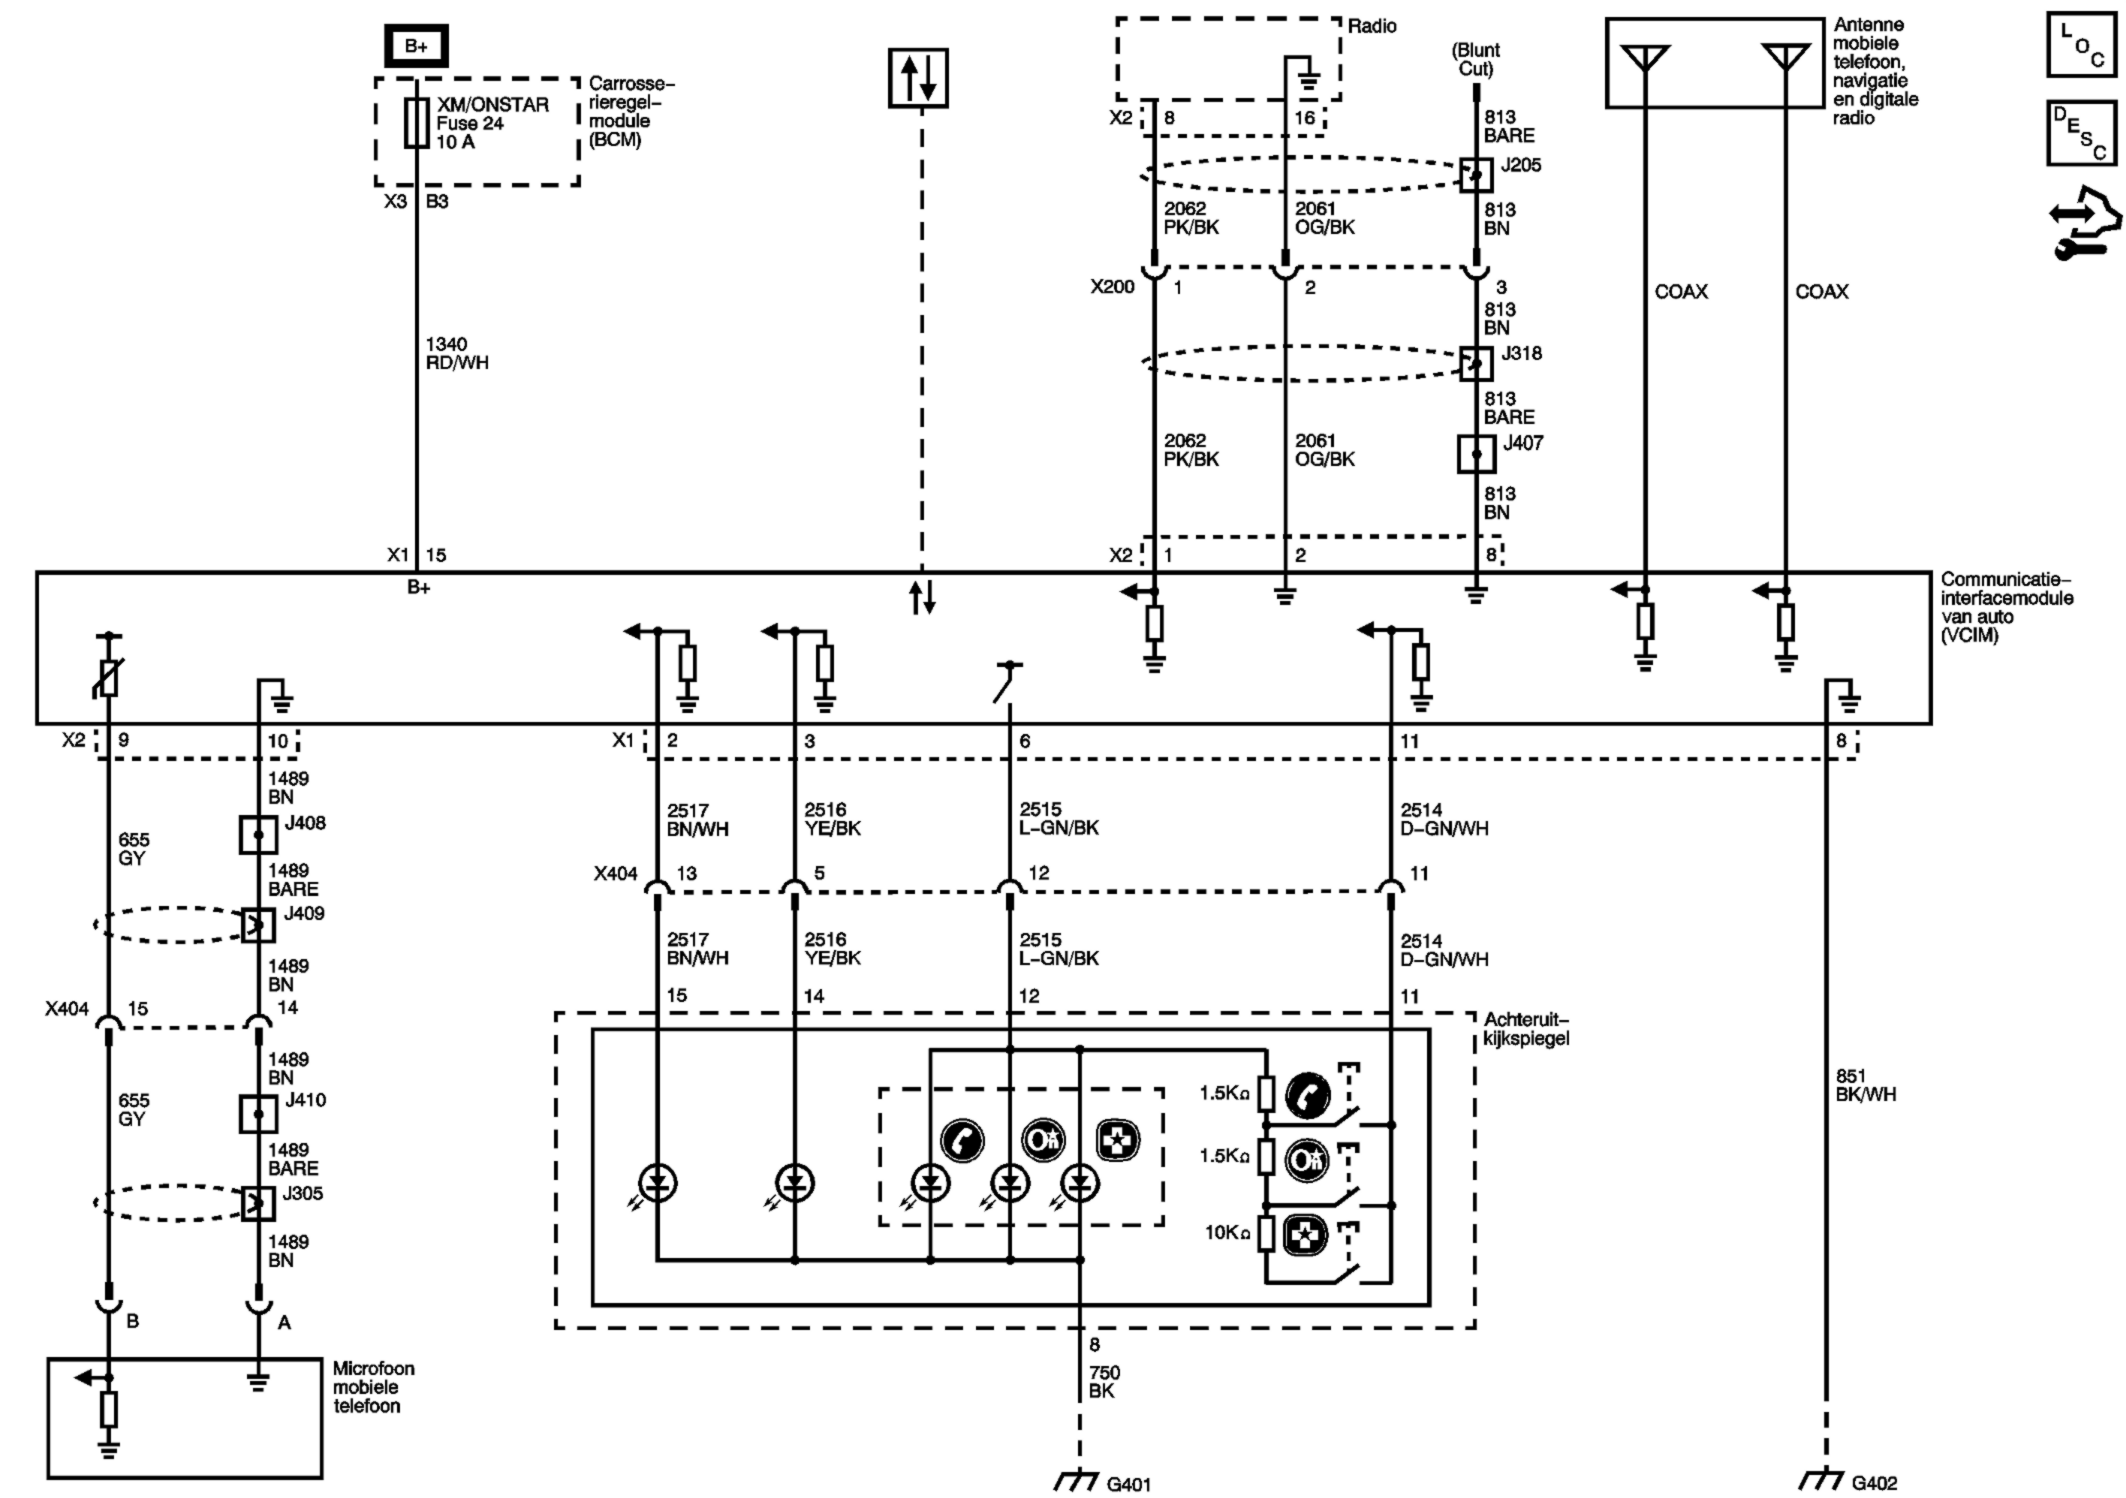 B+
XM/ONSTAR
Fuse 24
10 A
Carrosse-
rieregel-
module
(BCM)
X3 B3
1340
RD/WH
X1 15
B+
Radio
X2 8 16
(Blunt
Cut)
813
BARE
J205
2062
PK/BK
2061
OG/BK
813
BN
X200 1 2 3
813
BN
J318
813
BARE
J407
2062
PK/BK
2061
OG/BK
813
BN
X2 1 2 8
Antenne
mobiele
telefoon,
navigatie
en digitale
radio
COAX COAX
L
O
C
D
E
S
C
Communicatie-
interfacemodule
van auto
(VCIM)
X2 9 10
1489
BN
J408
655
GY
1489
BARE
J409
1489
BN
X404 15 14
1489
BN
J410
655
GY
1489
BARE
J305
1489
BN
B A
Microfoon
mobiele
telefoon
X1 2 3 6 11 8
2517
BN/WH
2516
YE/BK
2515
L-GN/BK
2514
D-GN/WH
X404 13 5 12 11
2517
BN/WH
2516
YE/BK
2515
L-GN/BK
2514
D-GN/WH
15 14 12 11
Achteruit-
kijkspiegel
1.5KΩ
1.5KΩ
10KΩ
8
750
BK
G401
851
BK/WH
G402